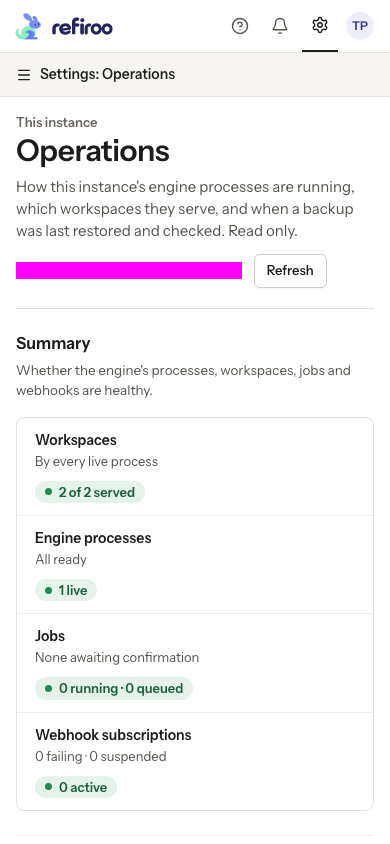 refiroo
TP
Settings: Operations
This instance
Operations
How this instance's engine processes are running,
which workspaces they serve, and when a backup
was last restored and checked. Read only.
Refresh
Summary
Whether the engine's processes, workspaces, jobs and
webhooks are healthy.
Workspaces
By every live process
2 of 2 served
Engine processes
All ready
1 live
Jobs
None awaiting confirmation
0 running · 0 queued
Webhook subscriptions
0 failing · 0 suspended
0 active